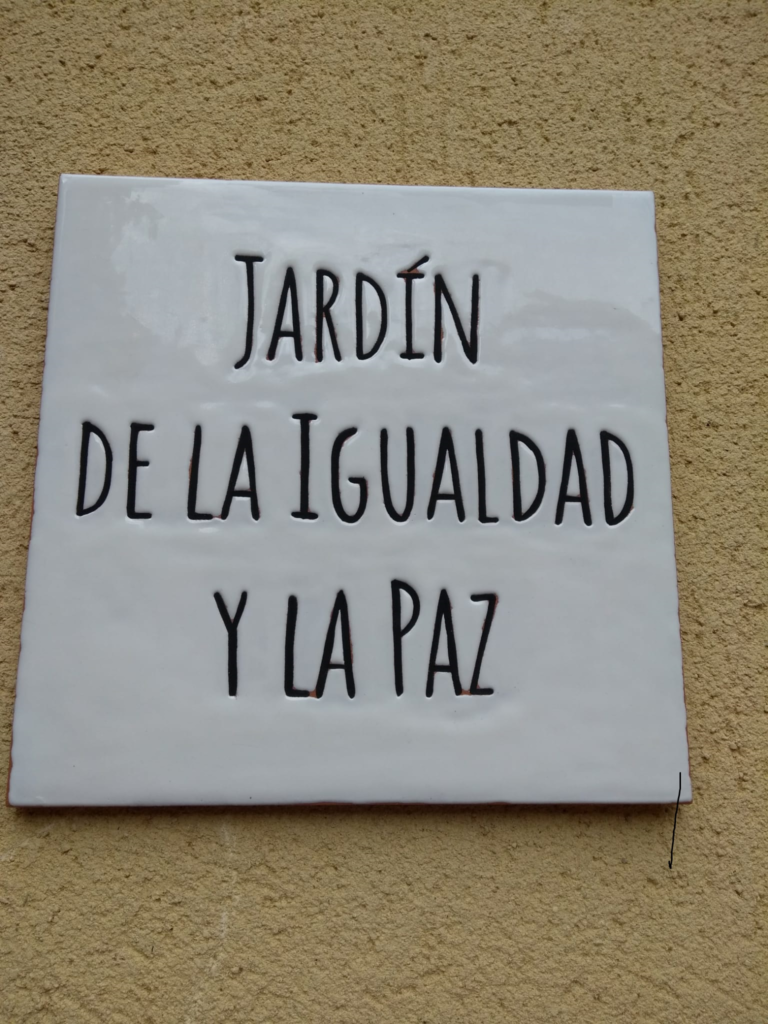 Jardín
de la Igualdad
y la Paz